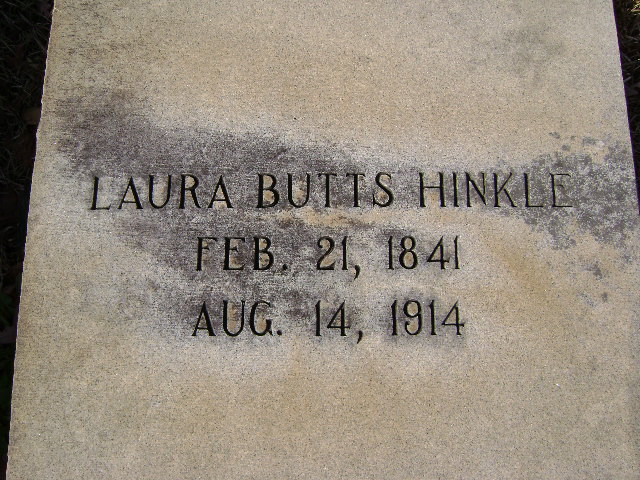 LAURA BUTTS HINKLE
FEB. 21, 1841
AUG. 14, 1914